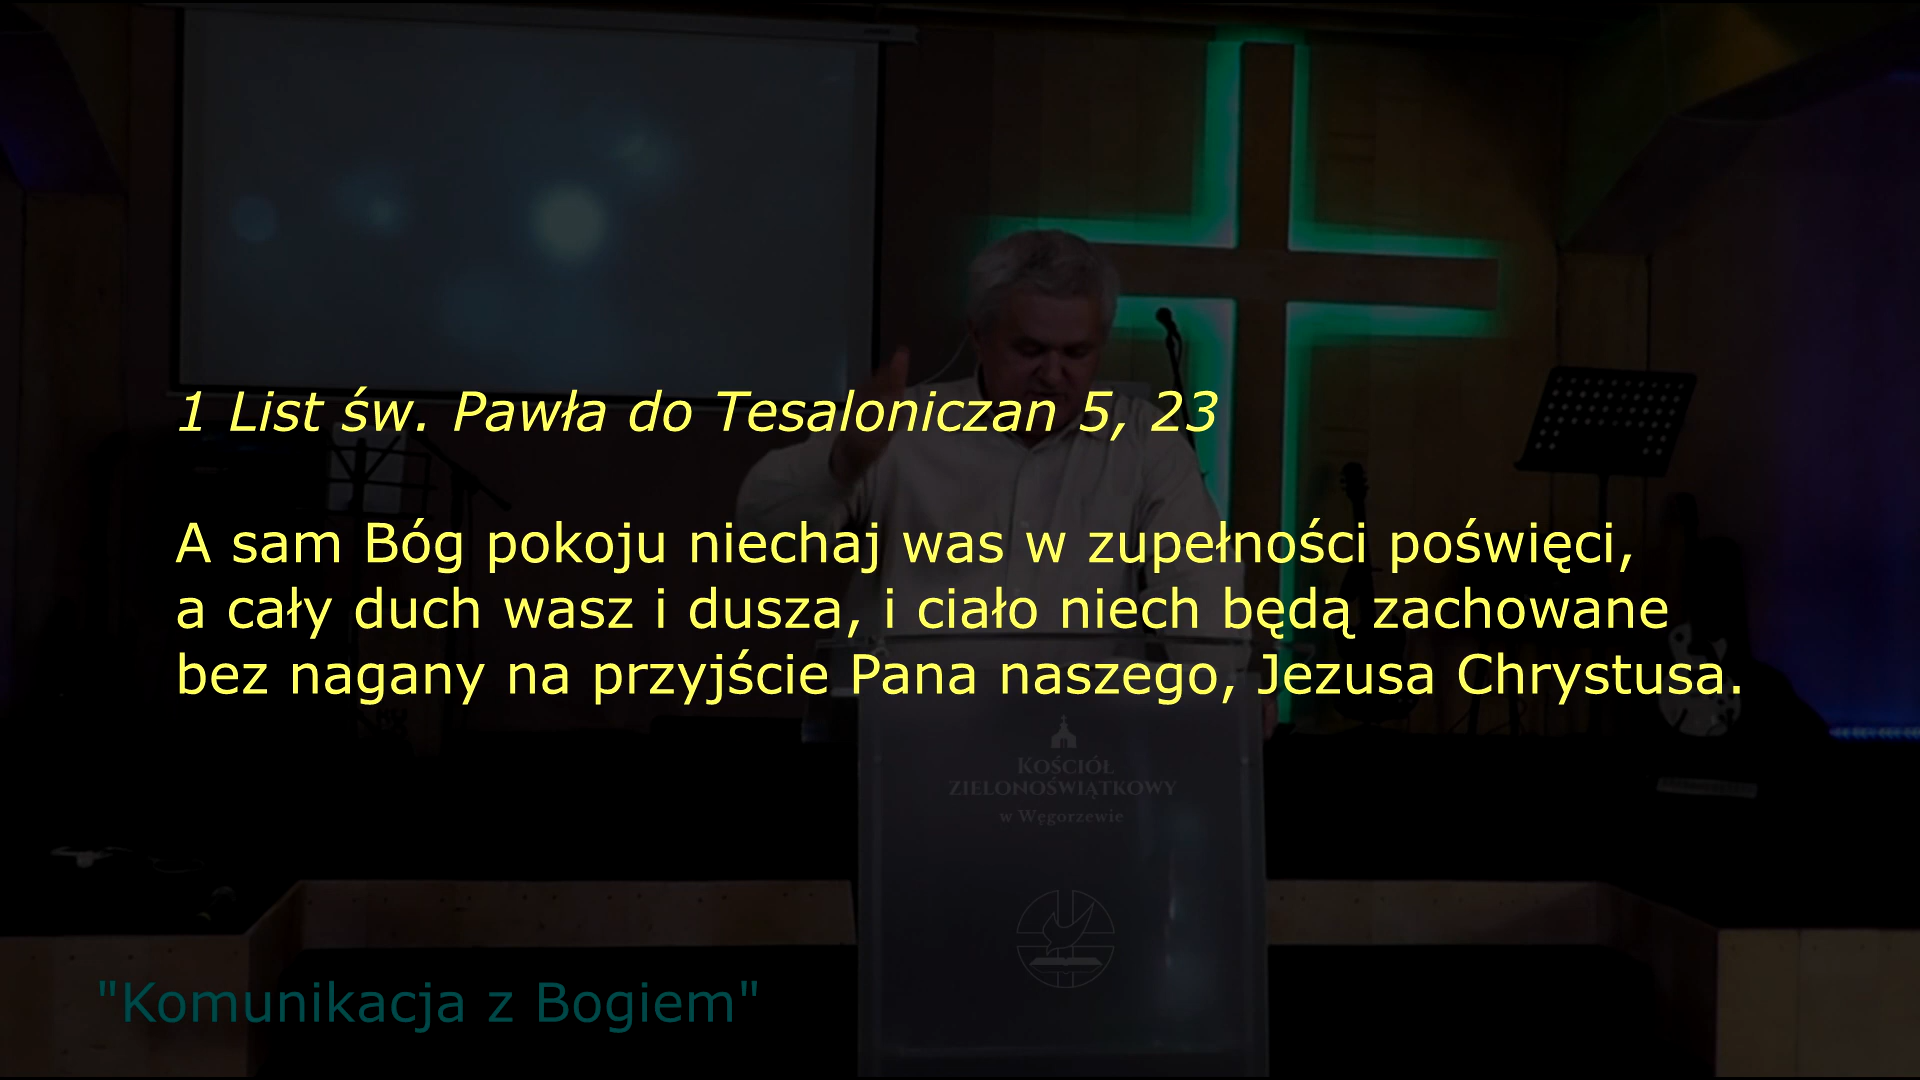 1 List św. Pawła do Tesaloniczan 5, 23
A sam Bóg pokoju niechaj was w zupełności poświęci,
a cały duch wasz i dusza, i ciało niech będą zachowane
bez nagany na przyjście Pana naszego, Jezusa Chrystusa.
Kościół
zielonoświątkowy
w Węgorzewie
"Komunikacja z Bogiem"